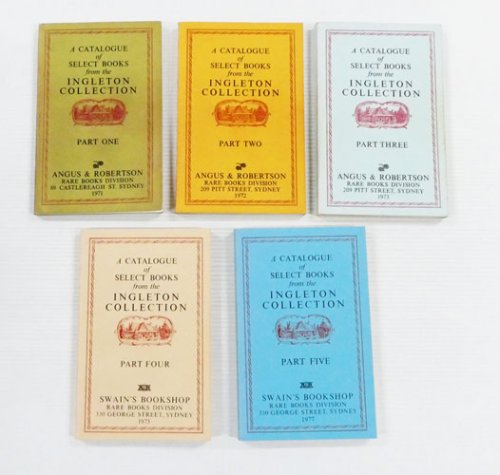 A CATALOGUE
of
SELECT BOOKS
from the
INGLETON
COLLECTION
PART ONE
ANGUS & ROBERTSON
RARE BOOKS DIVISION
89 CASTLEREAGH ST. SYDNEY
1971
A CATALOGUE
of
SELECT BOOKS
from the
INGLETON
COLLECTION
PART TWO
ANGUS & ROBERTSON
RARE BOOKS DIVISION
209 PITT STREET, SYDNEY
1972
A CATALOGUE
of
SELECT BOOKS
from the
INGLETON
COLLECTION
PART THREE
ANGUS & ROBERTSON
RARE BOOKS DIVISION
209 PITT STREET, SYDNEY
1973
A CATALOGUE
of
SELECT BOOKS
from the
INGLETON
COLLECTION
PART FOUR
SWAIN'S BOOKSHOP
RARE BOOKS DIVISION
330 GEORGE STREET, SYDNEY
1975
A CATALOGUE
of
SELECT BOOKS
from the
INGLETON
COLLECTION
PART FIVE
SWAIN'S BOOKSHOP
RARE BOOKS DIVISION
330 GEORGE STREET, SYDNEY
1977